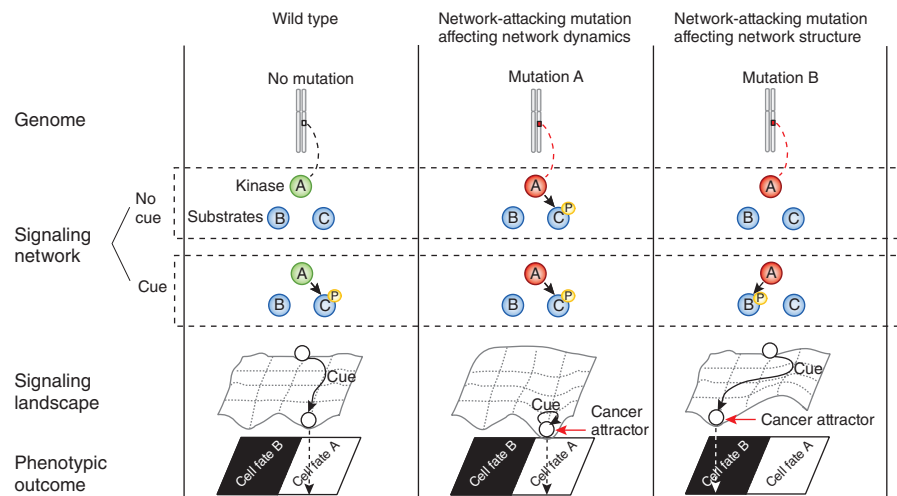 Wild type
Network-attacking mutation
affecting network dynamics
Network-attacking mutation
affecting network structure
Genome
No mutation
Mutation A
Mutation B
Signaling
network
No
cue
Kinase
A
Substrates
B
C
A
B
C
P
A
B
C
Cue
A
B
C
P
A
B
C
P
A
B
P
C
Signaling
landscape
Cue
Cue
Cancer
attractor
Cue
Cancer attractor
Phenotypic
outcome
Cell fate B
Cell fate A
Cell fate B
Cell fate A
Cell fate B
Cell fate A